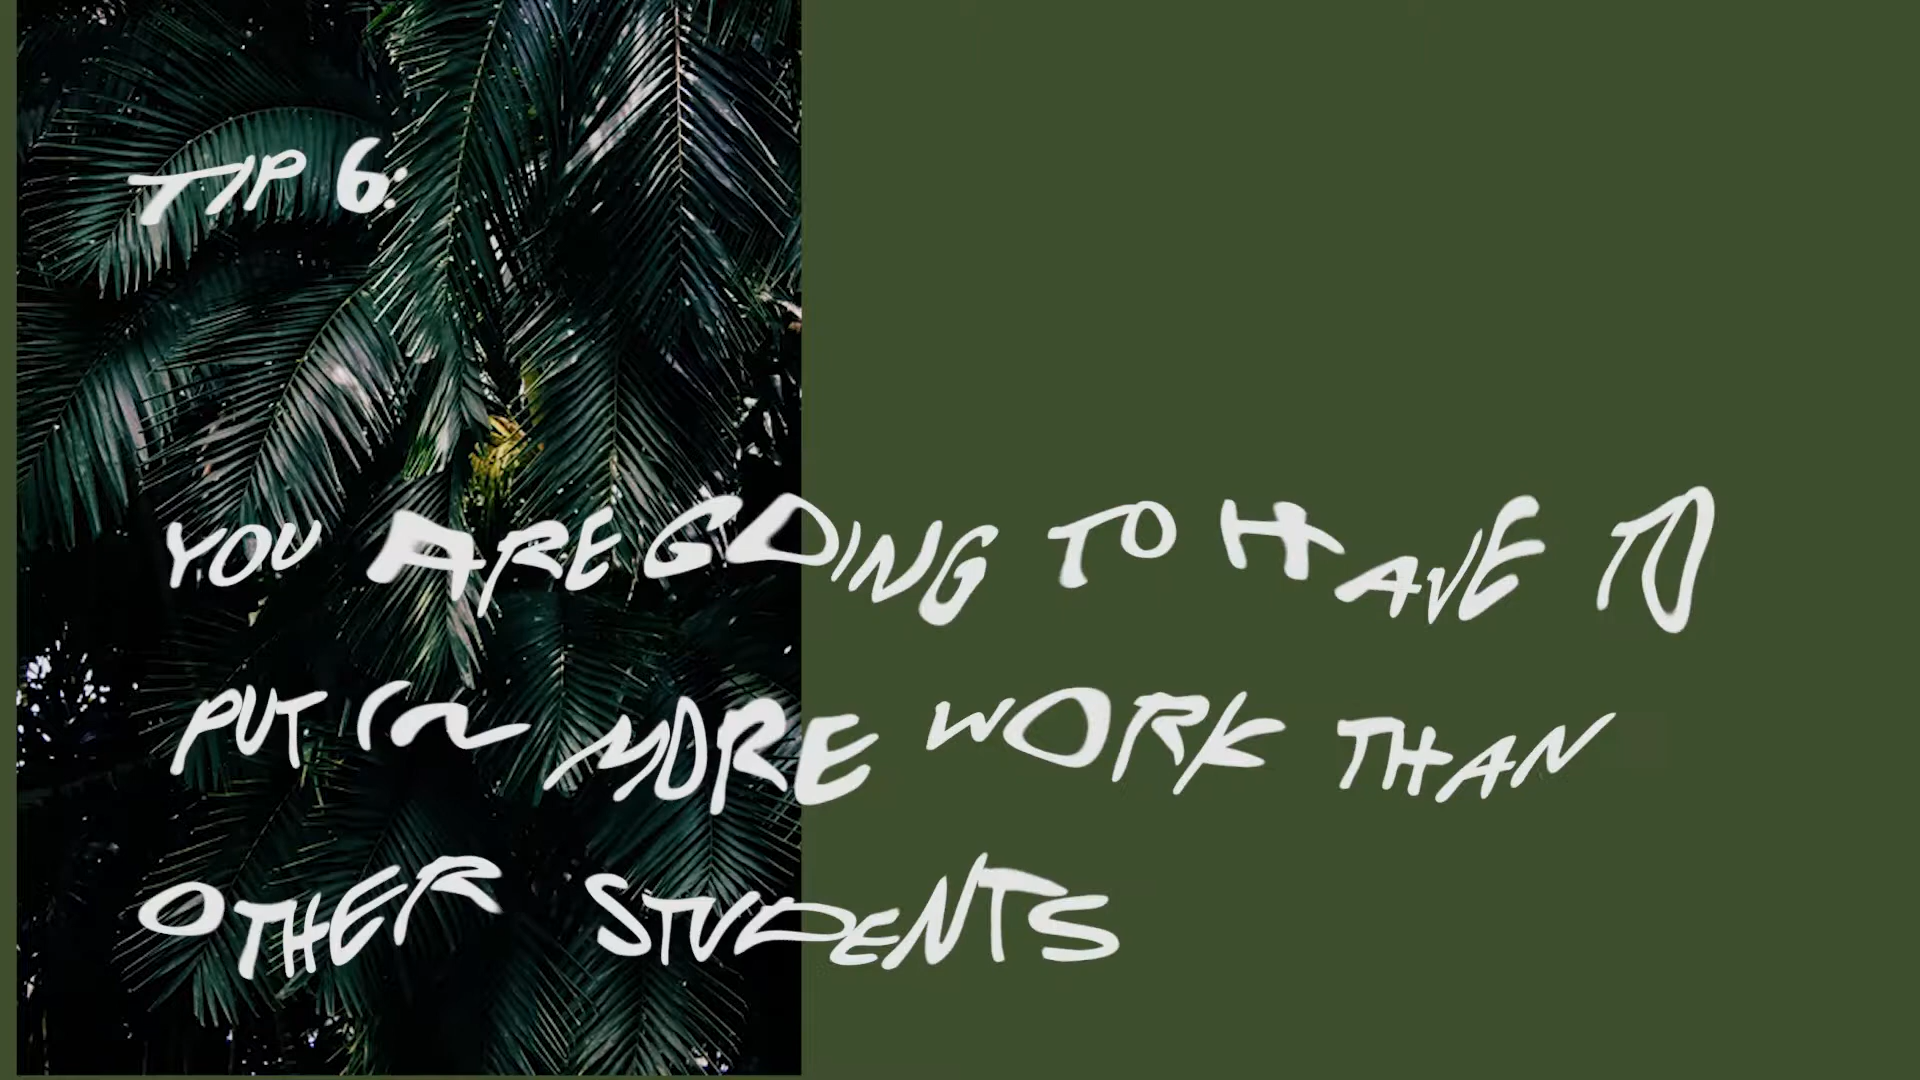 TIP 6:
YOU ARE GOING TO HAVE TO
PUT in MORE WORK THAN
OTHER STUDENTS